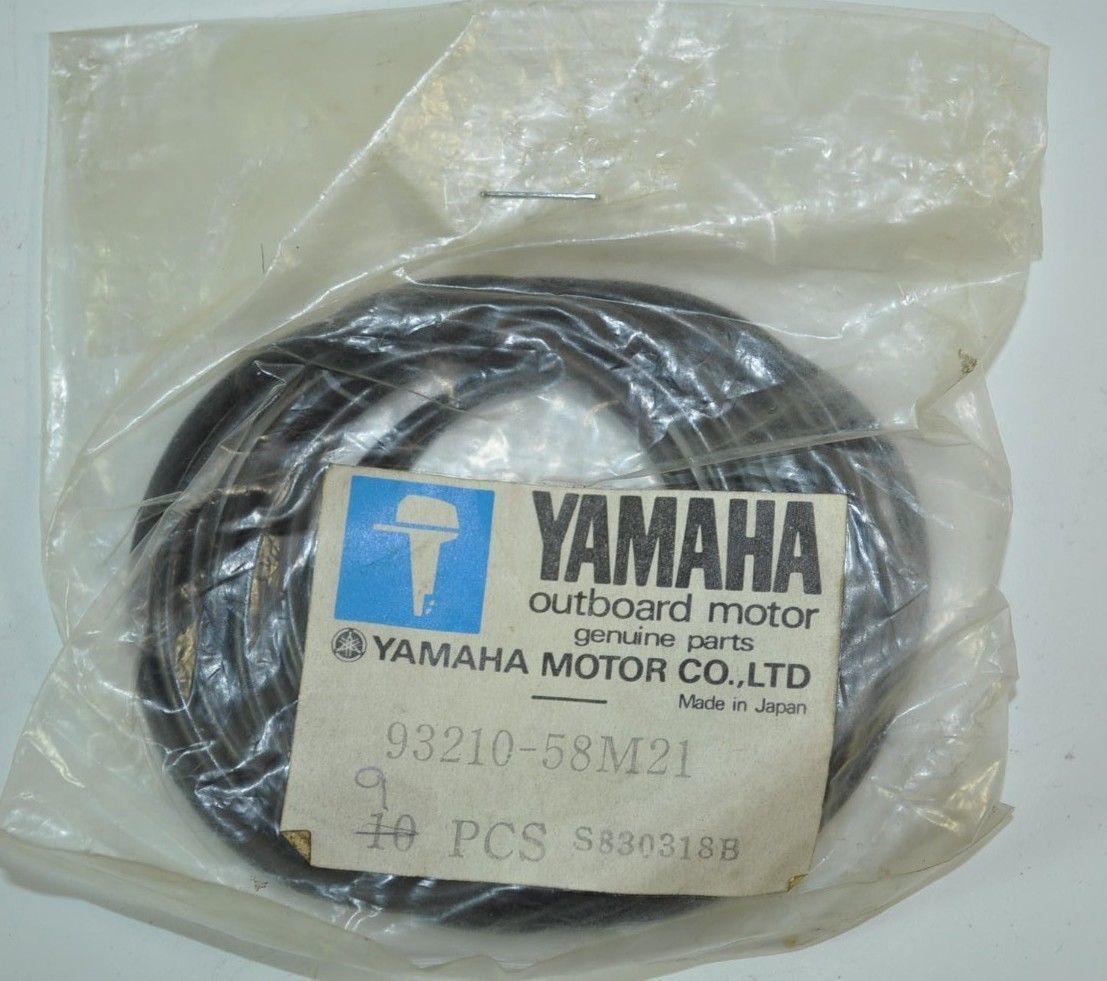 YAMAHA
outboard motor
genuine parts
YAMAHA MOTOR CO.,LTD
Made in Japan
93210-58M21
9
10 PCS S830318B